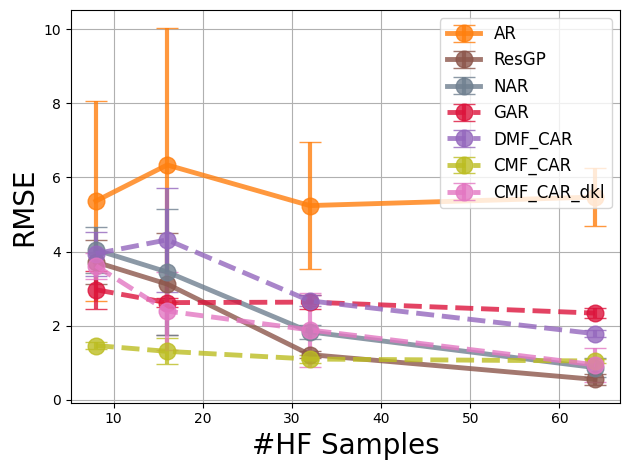 10
8
6
4
2
0
RMSE
AR
ResGP
NAR
GAR
DMF_CAR
CMF_CAR
CMF_CAR_dkl
10 20 30 40 50 60
#HF Samples